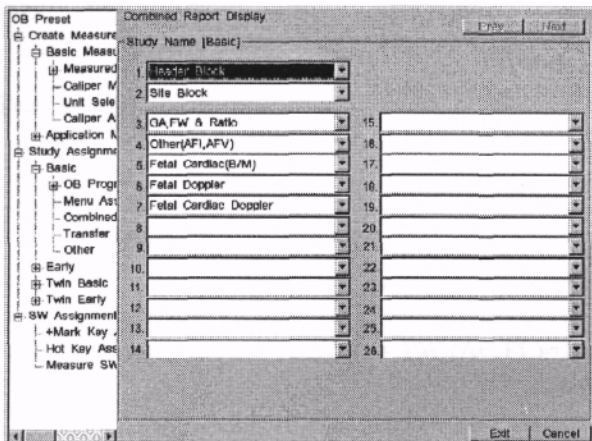 OB Preset
Create Measure
Basic Measu
Measured
Caliper M
Unit Sele
Caliper A
Application M
Study Assignme
Basic
OB Progr
Menu Ass
Combined
Transfer
Other
Early
Twin Basic
Twin Early
SW Assignment
+Mark Key
Hot Key Ass
Measure SW
Combined Report Display
Prev Next
Study Name [Basic]
1. Header Block
2. Site Block
3. GA,FW & Ratio
4. Other(AFI,AFV)
5. Fetal Cardiac(B/M)
6. Fetal Doppler
7. Fetal Cardiac Doppler
8.
9.
10.
11.
12.
13.
14.
15.
16.
17.
18.
19.
20.
21.
22.
23.
24.
25.
26.
Exit Cancel